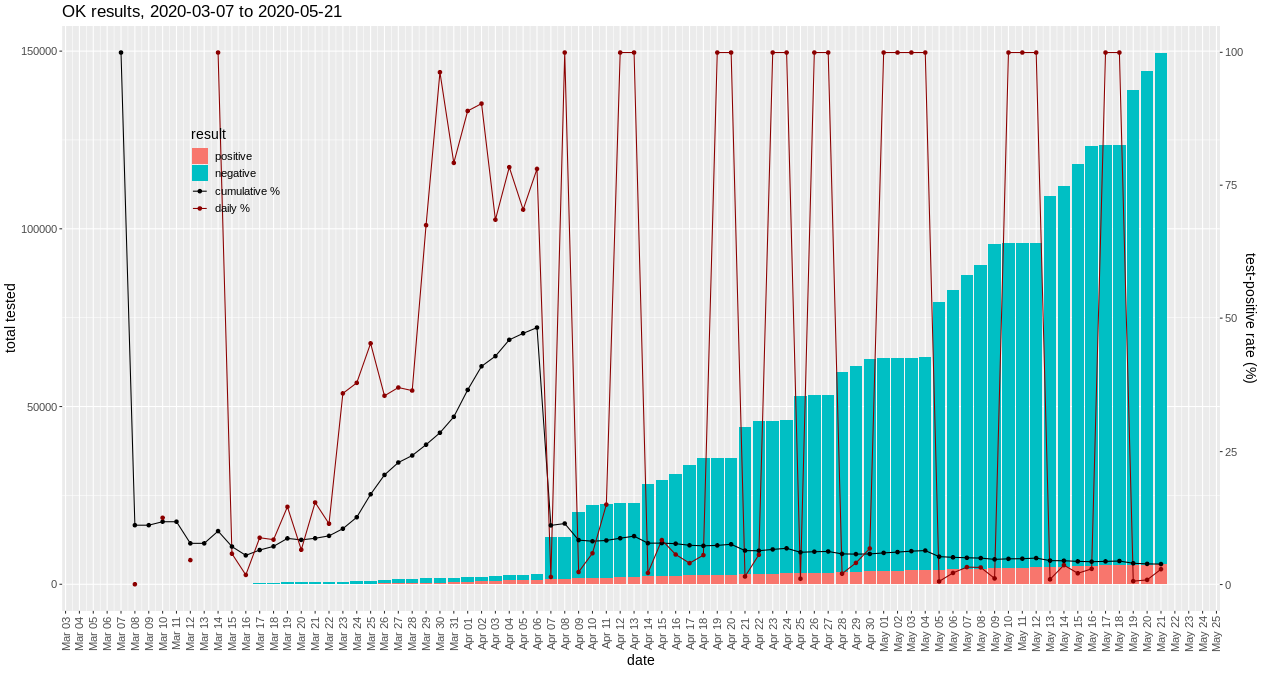 OK results, 2020-03-07 to 2020-05-21
150000
100000
50000
0
total tested
result
positive
negative
cumulative %
daily %
100
75
50
25
0
test-positive rate (%)
Mar 03
Mar 04
Mar 05
Mar 06
Mar 07
Mar 08
Mar 09
Mar 10
Mar 11
Mar 12
Mar 13
Mar 14
Mar 15
Mar 16
Mar 17
Mar 18
Mar 19
Mar 20
Mar 21
Mar 22
Mar 23
Mar 24
Mar 25
Mar 26
Mar 27
Mar 28
Mar 29
Mar 30
Mar 31
Apr 01
Apr 02
Apr 03
Apr 04
Apr 05
Apr 06
Apr 07
Apr 08
Apr 09
Apr 10
Apr 11
Apr 12
Apr 13
Apr 14
Apr 15
Apr 16
Apr 17
Apr 18
Apr 19
Apr 20
Apr 21
Apr 22
Apr 23
Apr 24
Apr 25
Apr 26
Apr 27
Apr 28
Apr 29
Apr 30
May 01
May 02
May 03
May 04
May 05
May 06
May 07
May 08
May 09
May 10
May 11
May 12
May 13
May 14
May 15
May 16
May 17
May 18
May 19
May 20
May 21
May 22
May 23
May 24
May 25
date